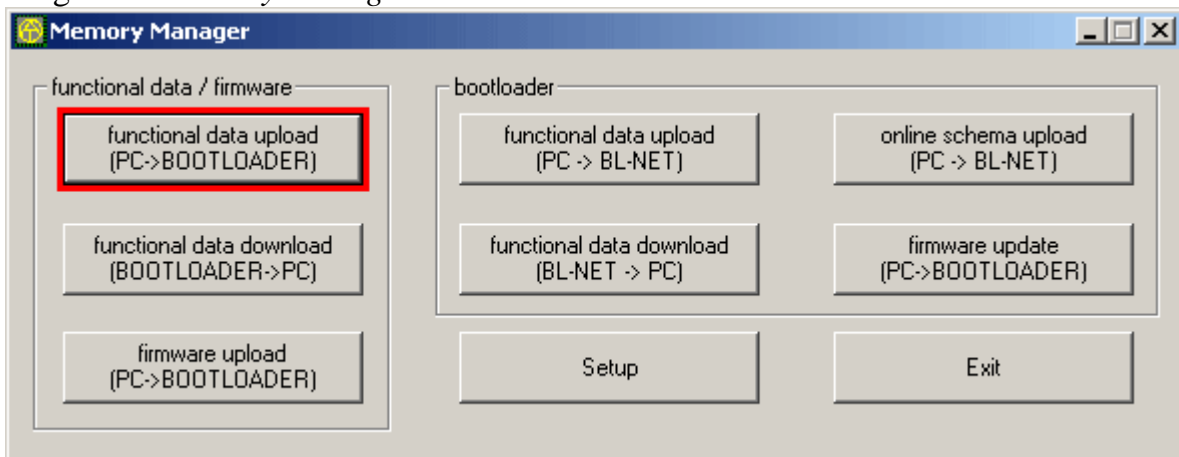 Memory Manager
functional data / firmware
functional data upload
(PC->BOOTLOADER)
functional data download
(BOOTLOADER->PC)
firmware upload
(PC->BOOTLOADER)
bootloader
functional data upload
(PC -> BL-NET)
online schema upload
(PC -> BL-NET)
functional data download
(BL-NET -> PC)
firmware update
(PC->BOOTLOADER)
Setup
Exit